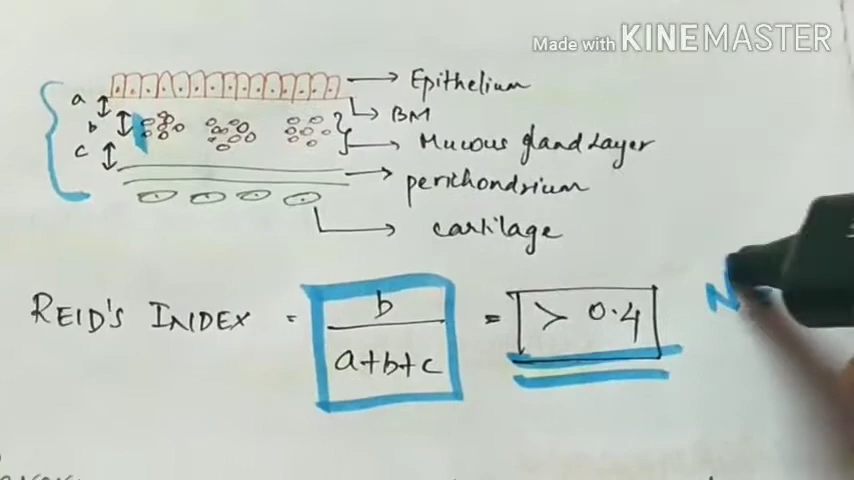 Made with KINEMASTER
Epithelium
a
BM
b
Mucous gland Layer
c
perichondrium
cartilage
REID'S INDEX = b / a+b+c = > 0.4
N